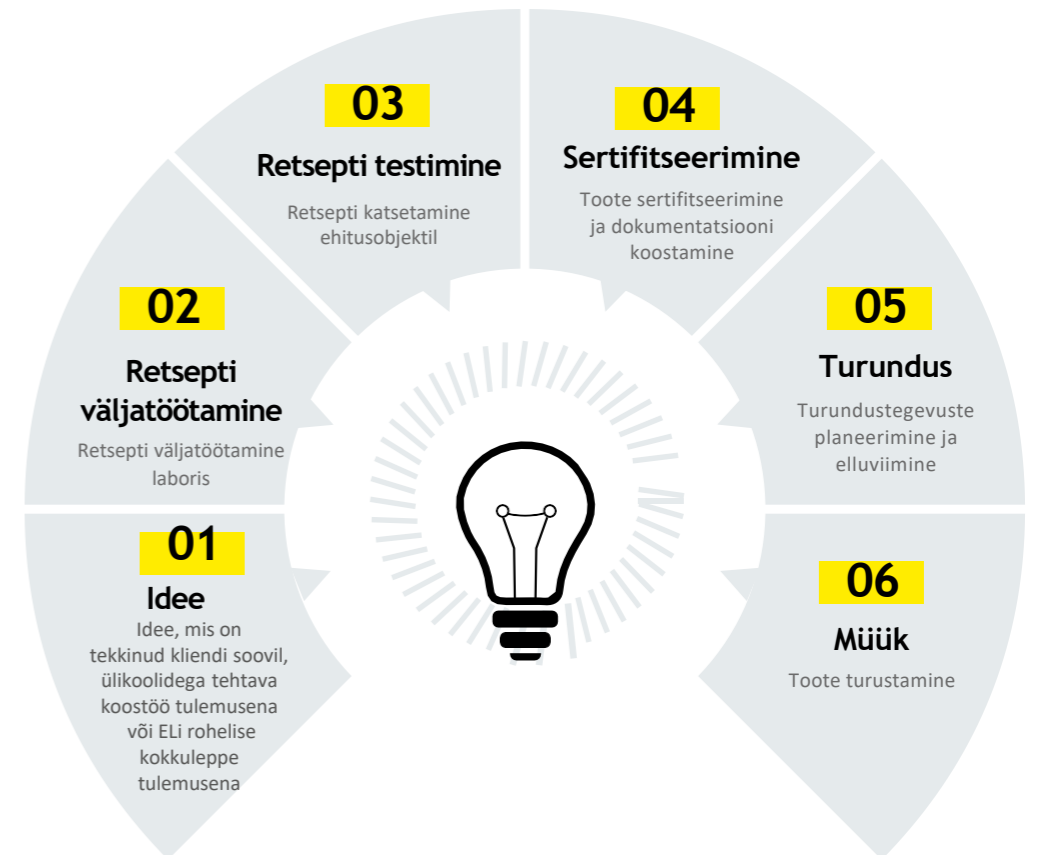 01
Idee
Idee, mis on
tekkinud kliendi soovil,
ülikoolidega tehtava
koostöö tulemusena
või ELi rohelise
kokkuleppe
tulemusena
02
Retsepti
väljatöötamine
Retsepti väljatöötamine
laboris
03
Retsepti testimine
Retsepti katsetamine
ehitusobjektil
04
Sertifitseerimine
Toote sertifitseerimine
ja dokumentatsiooni
koostamine
05
Turundus
Turundustegevuste
planeerimine ja
elluviimine
06
Müük
Toote turustamine